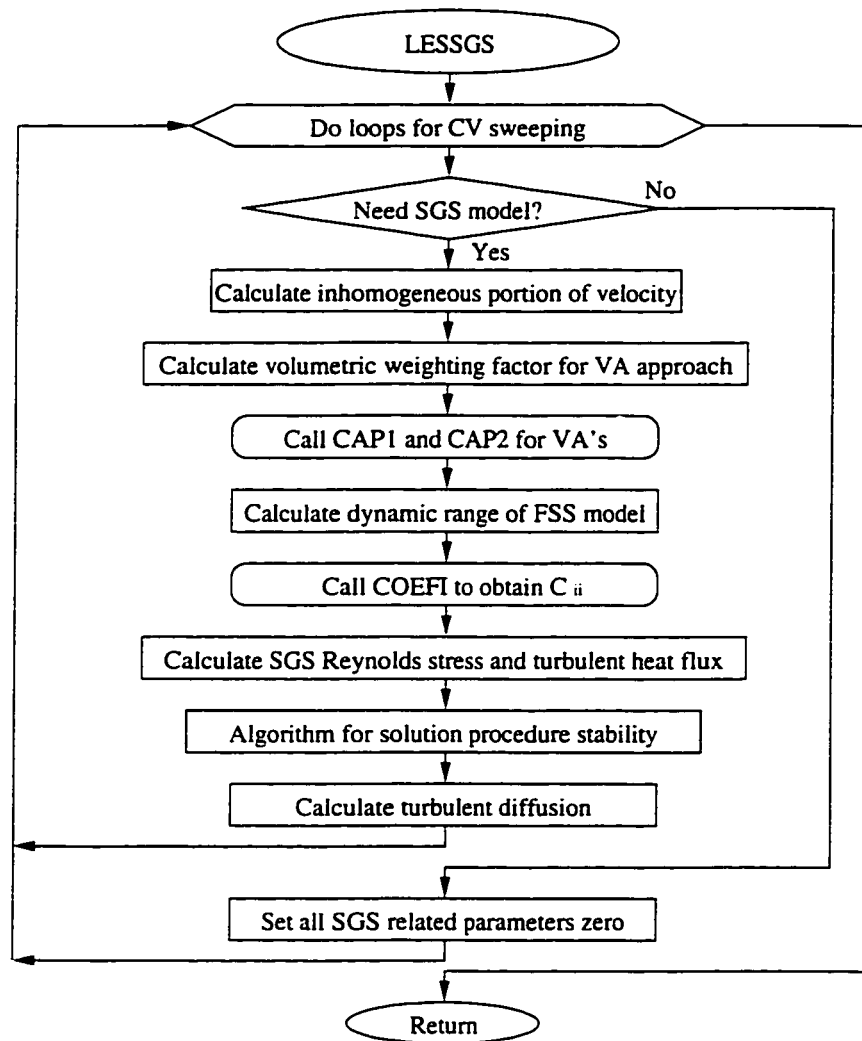 LESSGS
Do loops for CV sweeping
No
Need SGS model?
Yes
Calculate inhomogeneous portion of velocity
Calculate volumetric weighting factor for VA approach
Call CAP1 and CAP2 for VA's
Calculate dynamic range of FSS model
Call COEFI to obtain C ii
Calculate SGS Reynolds stress and turbulent heat flux
Algorithm for solution procedure stability
Calculate turbulent diffusion
Set all SGS related parameters zero
Return